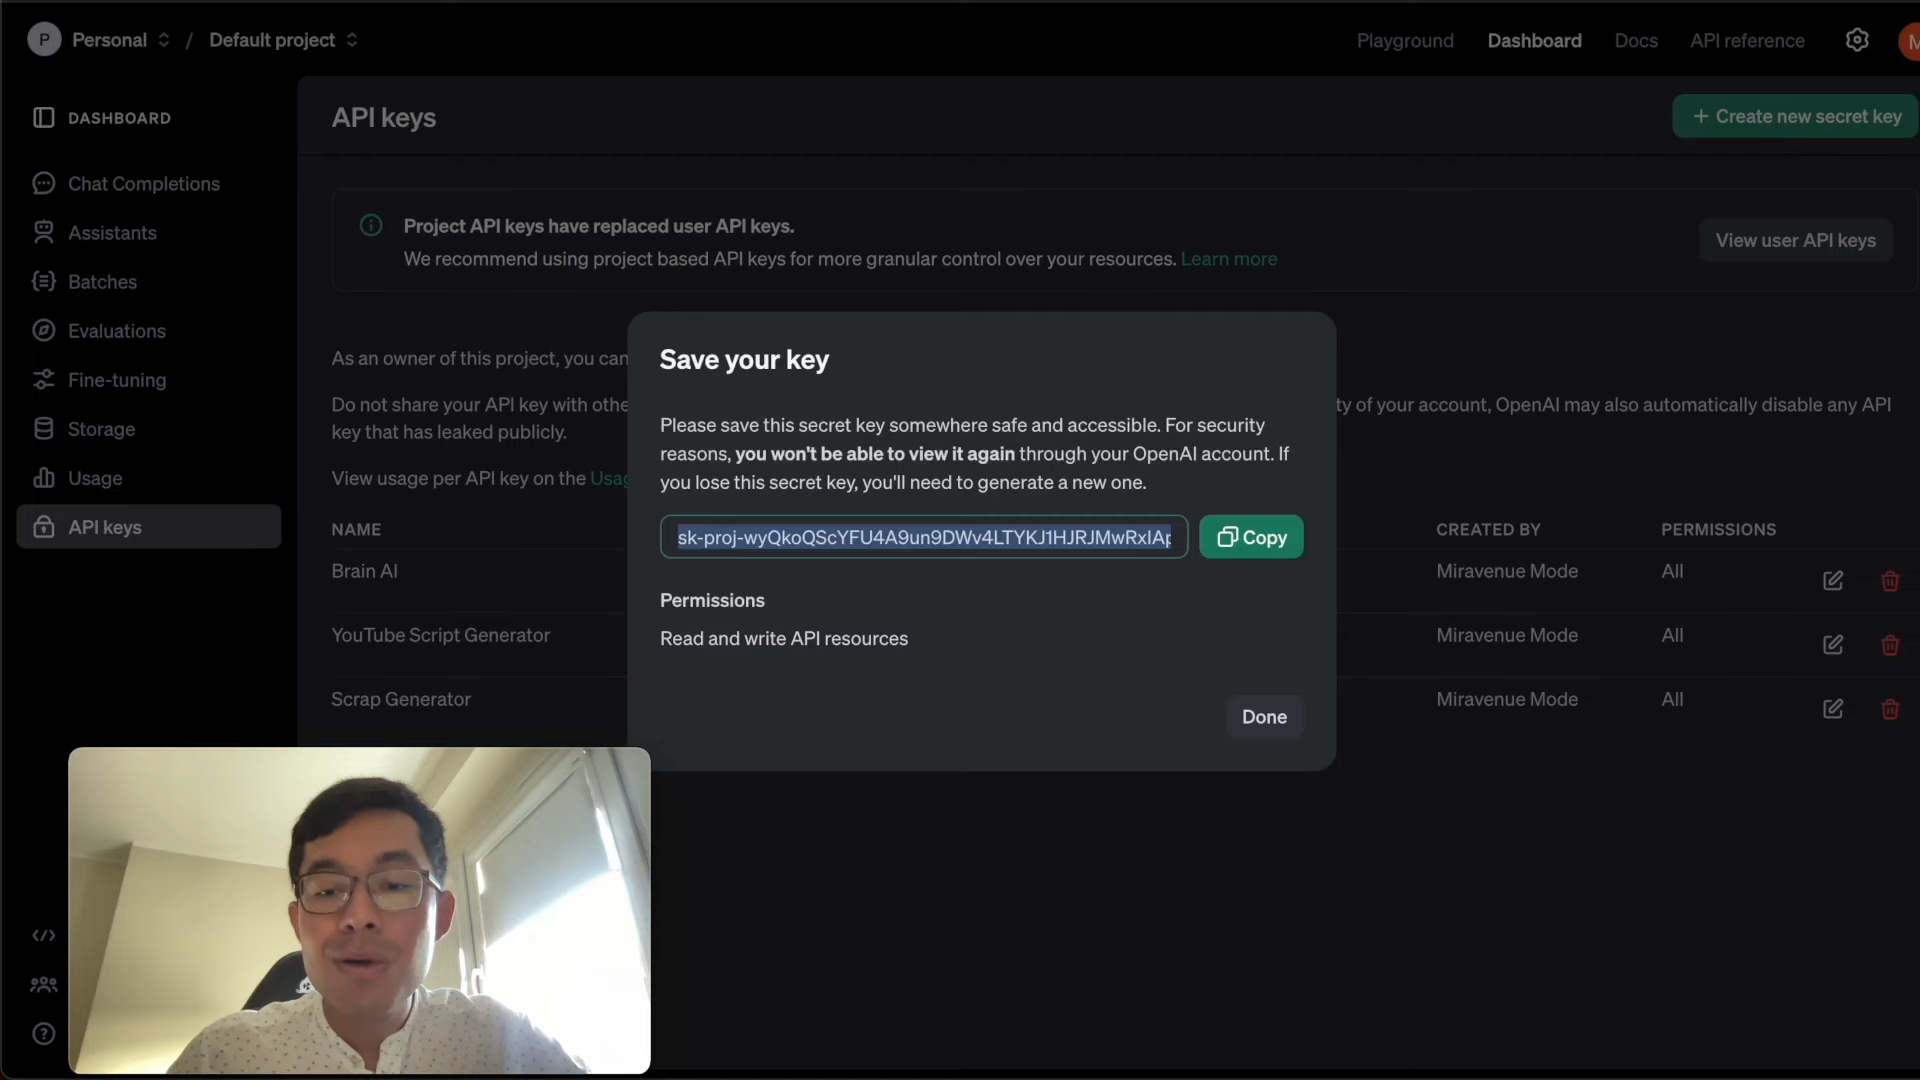 P Personal / Default project
Playground Dashboard Docs API reference
M
DASHBOARD
Chat Completions
Assistants
Batches
Evaluations
Fine-tuning
Storage
Usage
API keys
API keys
+ Create new secret key
Project API keys have replaced user API keys.
We recommend using project based API keys for more granular control over your resources. Learn more
View user API keys
As an owner of this project, you can
Do not share your API key with othe
ty of your account, OpenAI may also automatically disable any API
key that has leaked publicly.
View usage per API key on the Usag
NAME CREATED BY PERMISSIONS
Brain AI Miravenue Mode All
YouTube Script Generator Miravenue Mode All
Scrap Generator Miravenue Mode All
Save your key
Please save this secret key somewhere safe and accessible. For security
reasons, you won't be able to view it again through your OpenAI account. If
you lose this secret key, you'll need to generate a new one.
Copy
Permissions
Read and write API resources
Done